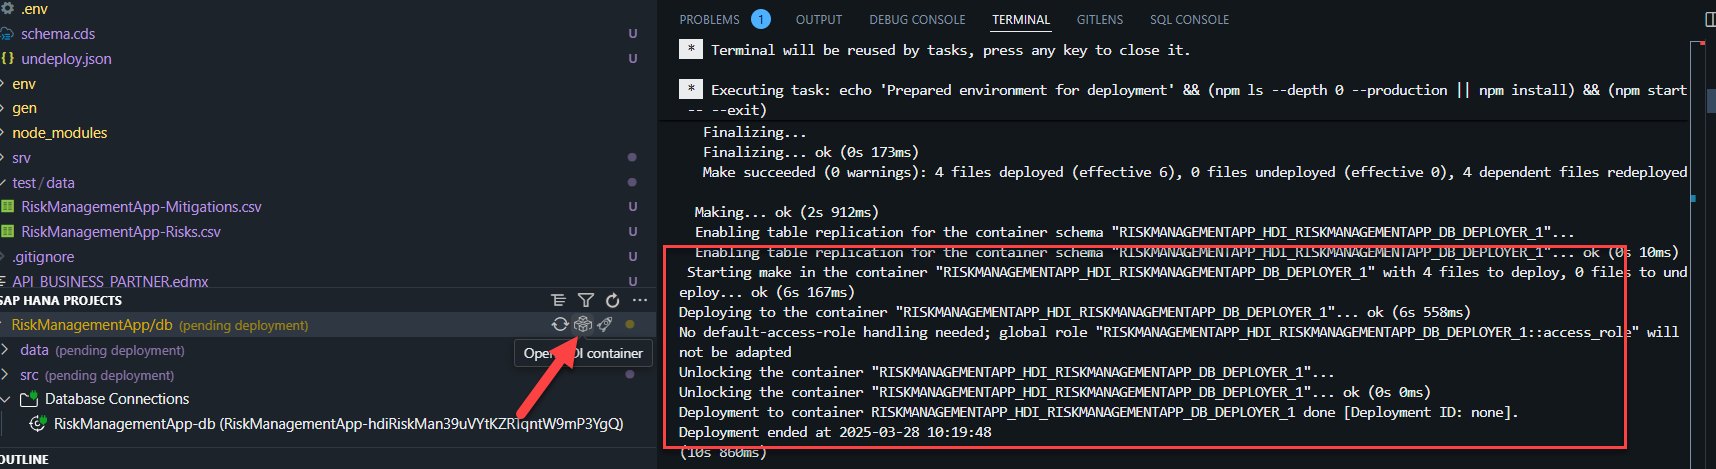 .env
schema.cds U
undeploy.json U
env
gen
node_modules
srv
test/data
RiskManagementApp-Mitigations.csv U
RiskManagementApp-Risks.csv U
.gitignore U
API_BUSINESS_PARTNER.edmx
SAP HANA PROJECTS
RiskManagementApp/db (pending deployment)
data (pending deployment)
Open HDI container
src (pending deployment)
Database Connections
RiskManagementApp-db
OUTLINE
PROBLEMS 1 OUTPUT DEBUG CONSOLE TERMINAL GITLENS SQL CONSOLE
* Terminal will be reused by tasks, press any key to close it.
* Executing task: echo 'Prepared environment for deployment' && (npm ls --depth 0 --production || npm install) && (npm start
-- --exit)
Finalizing...
Finalizing... ok (0s 173ms)
Make succeeded (0 warnings): 4 files deployed (effective 6), 0 files undeployed (effective 0), 4 dependent files redeployed
Making... ok (2s 912ms)
Enabling table replication for the container schema "RISKMANAGEMENTAPP_HDI_RISKMANAGEMENTAPP_DB_DEPLOYER_1"...
Enabling table replication for the container schema "RISKMANAGEMENTAPP_HDI_RISKMANAGEMENTAPP_DB_DEPLOYER_1"... ok (0s 10ms)
Starting make in the container "RISKMANAGEMENTAPP_HDI_RISKMANAGEMENTAPP_DB_DEPLOYER_1" with 4 files to deploy, 0 files to und
eploy... ok (6s 167ms)
Deploying to the container "RISKMANAGEMENTAPP_HDI_RISKMANAGEMENTAPP_DB_DEPLOYER_1"... ok (6s 558ms)
No default-access-role handling needed; global role "RISKMANAGEMENTAPP_HDI_RISKMANAGEMENTAPP_DB_DEPLOYER_1::access_role" will
not be adapted
Unlocking the container "RISKMANAGEMENTAPP_HDI_RISKMANAGEMENTAPP_DB_DEPLOYER_1"...
Unlocking the container "RISKMANAGEMENTAPP_HDI_RISKMANAGEMENTAPP_DB_DEPLOYER_1"... ok (0s 0ms)
Deployment to container RISKMANAGEMENTAPP_HDI_RISKMANAGEMENTAPP_DB_DEPLOYER_1 done [Deployment ID: none].
Deployment ended at 2025-03-28 10:19:48
(10s 860ms)